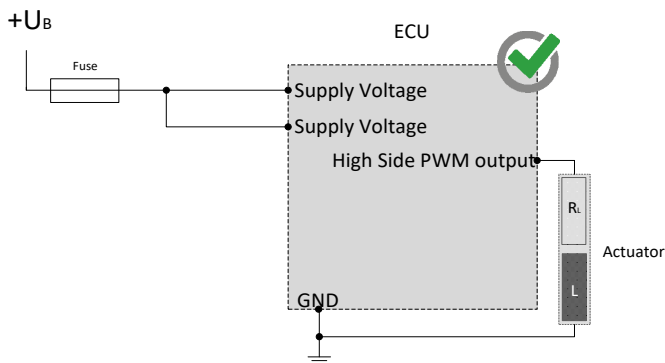 +UB
ECU
Fuse
Supply Voltage
Supply Voltage
High Side PWM output
RL
Actuator
L
GND